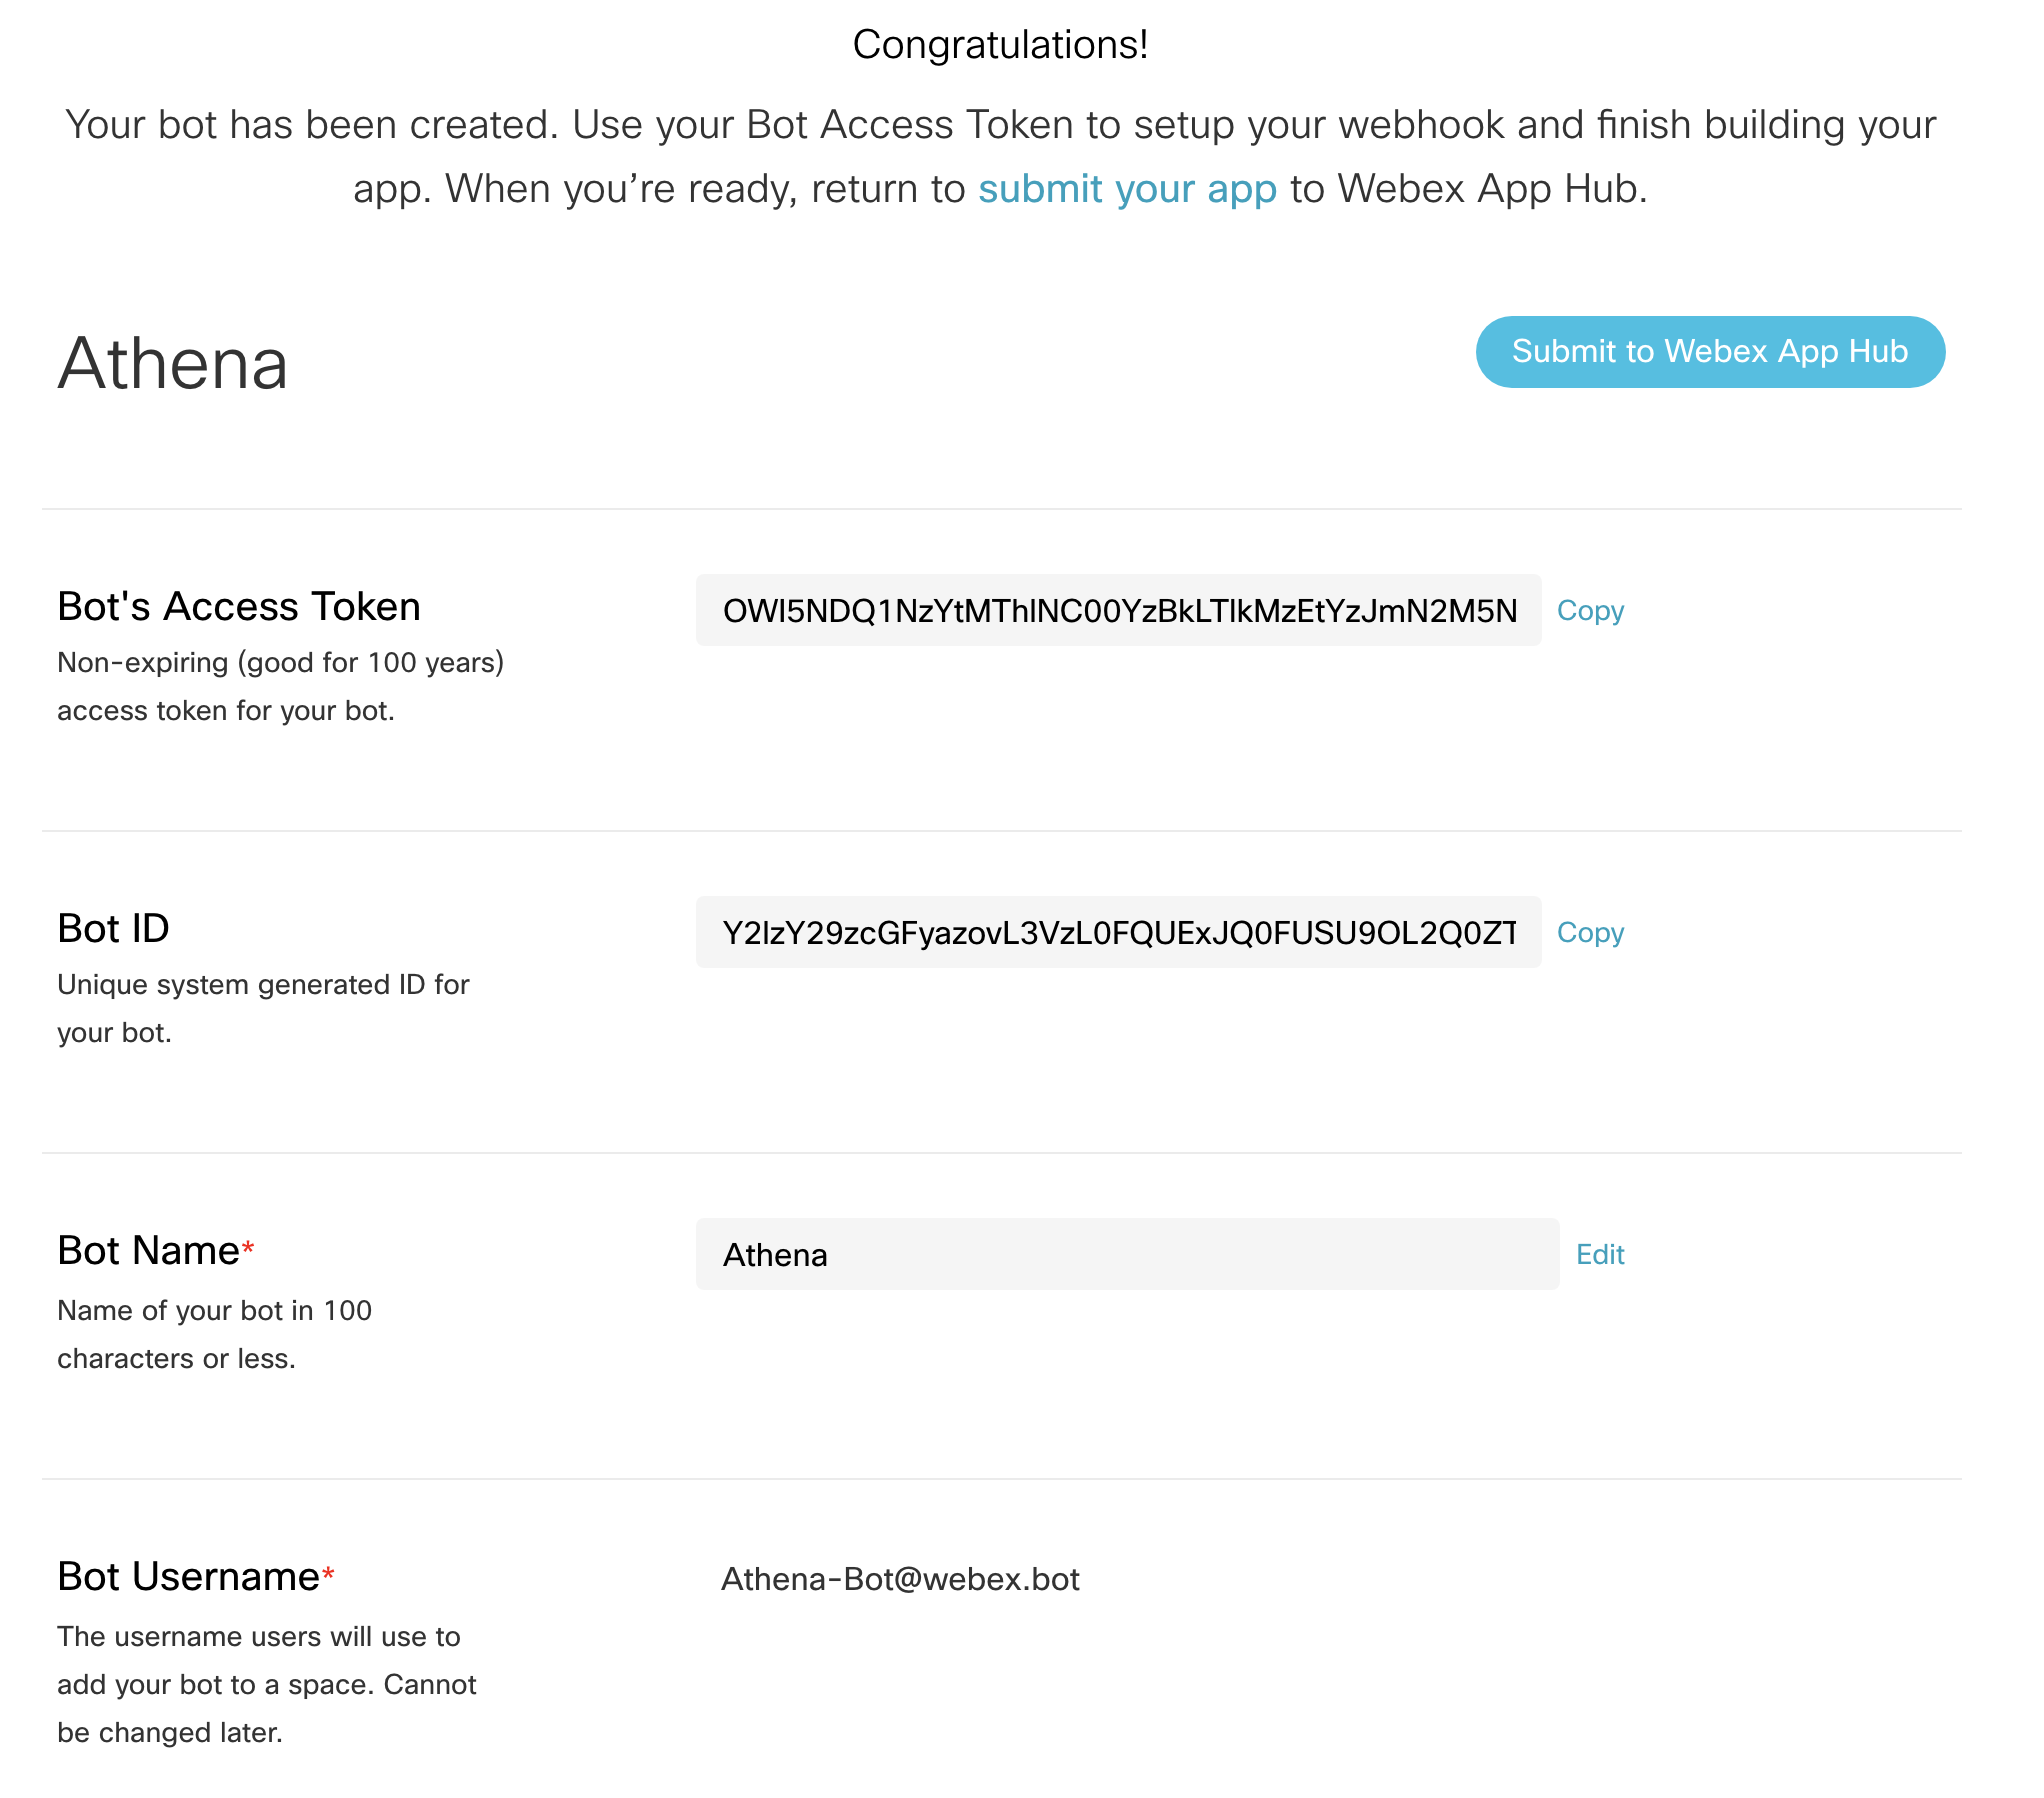 Congratulations!
Your bot has been created. Use your Bot Access Token to setup your webhook and finish building your
app. When you’re ready, return to submit your app to Webex App Hub.
Athena
Submit to Webex App Hub
Bot's Access Token
OWI5NDQ1NzYtMThlNC00YzBkLTlkMzEtYzJmN2M5N
Copy
Non-expiring (good for 100 years)
access token for your bot.
Bot ID
Y2lzY29zcGFyazovL3VzL0FQUExJQ0FUSU9OL2Q0ZT
Copy
Unique system generated ID for
your bot.
Bot Name*
Athena
Edit
Name of your bot in 100
characters or less.
Bot Username*
Athena-Bot@webex.bot
The username users will use to
add your bot to a space. Cannot
be changed later.